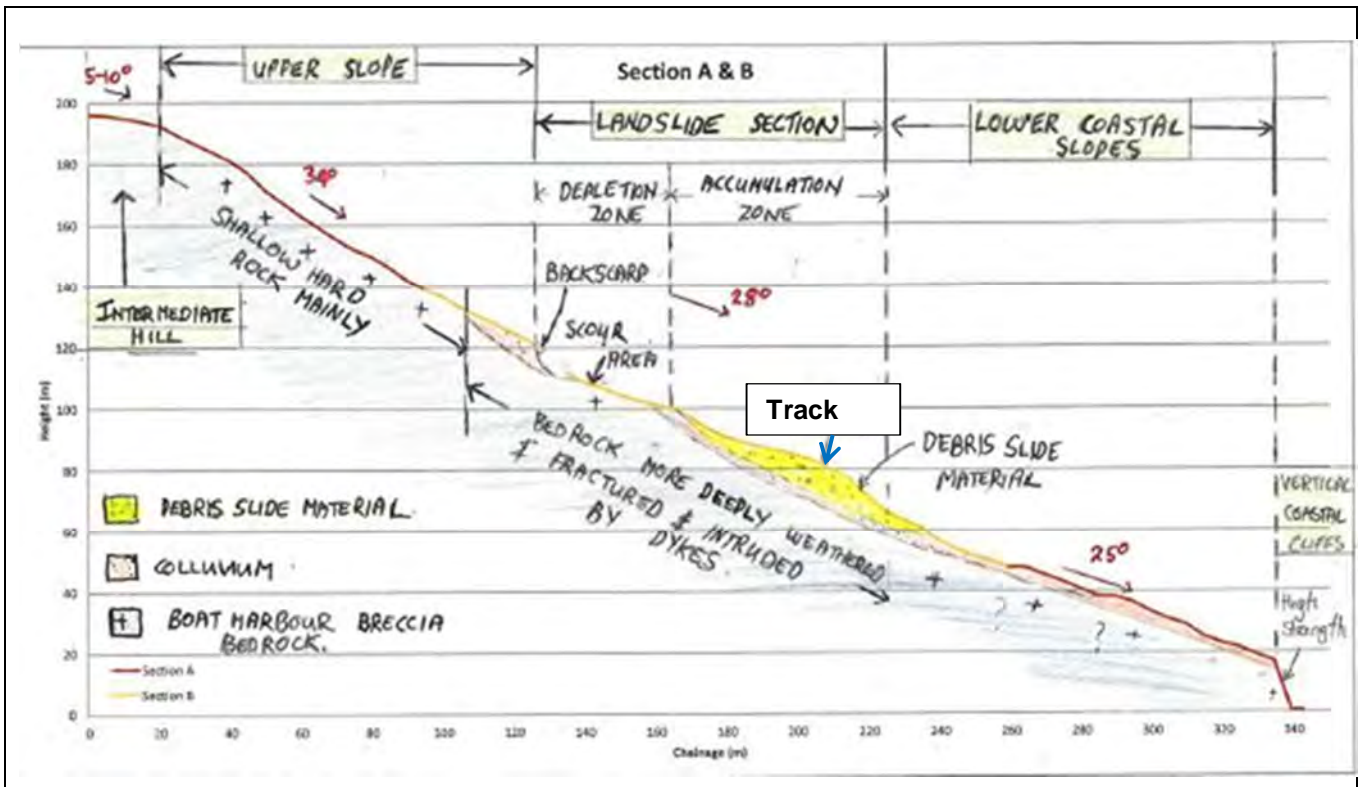 UPPER SLOPE
Section A & B
5-10°
LANDSLIDE SECTION
LOWER COASTAL
SLOPES
34°
DEPLETION
ZONE
ACCUMULATION
ZONE
SHALLOW HARD
ROCK MAINLY
BACKSCARP
28°
INTERMEDIATE
HILL
SCOUR
AREA
Track
BEDROCK MORE DEEPLY WEATHERED
& FRACTURED & INTRUDED
BY
DYKES
DEBRIS SLIDE
MATERIAL
VERTICAL
COASTAL
CLIFFS
25°
High
Strength
DEBRIS SLIDE MATERIAL.
COLLUVIUM
BOAT HARBOUR BRECCIA
BEDROCK.
? ?
Section A
Section B
Height (m)
200
180
160
140
120
100
80
60
40
20
0
0 20 40 60 80 100 120 140 160 180 200 220 240 260 280 300 320 340
Chainage (m)